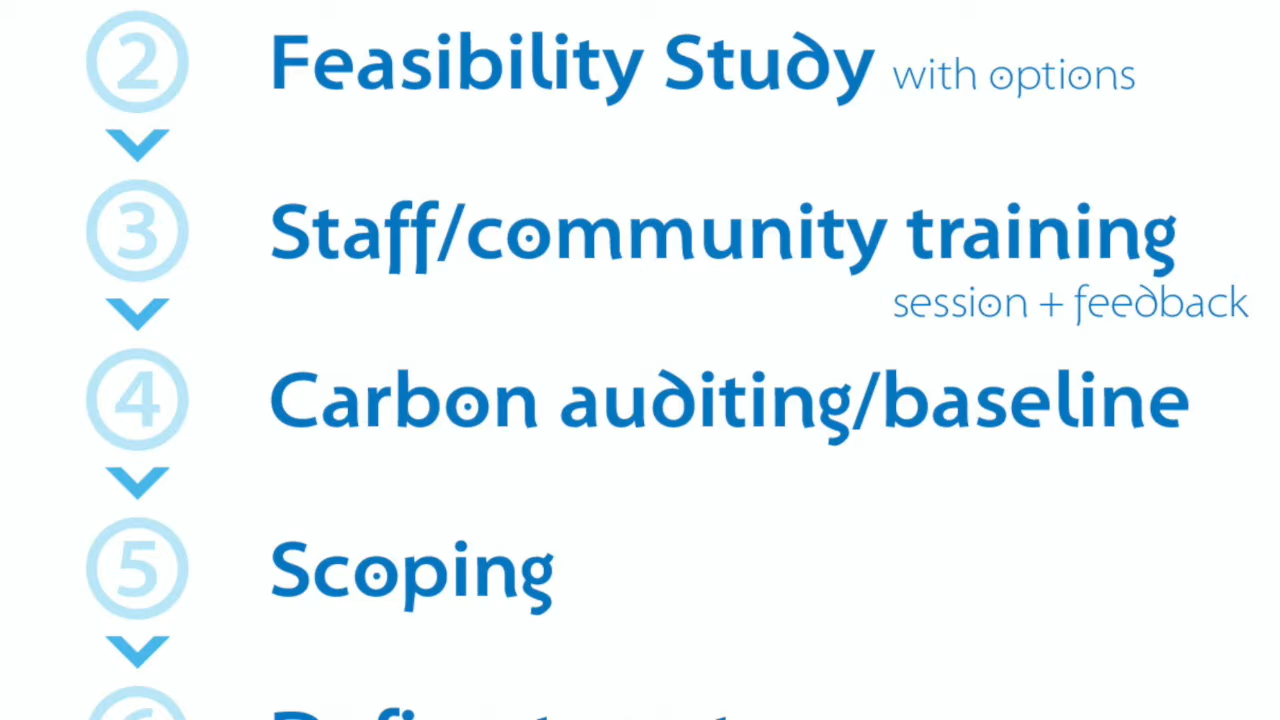 2 Feasibility Study with options
3 Staff/community training
session + feedback
4 Carbon auditing/baseline
5 Scoping